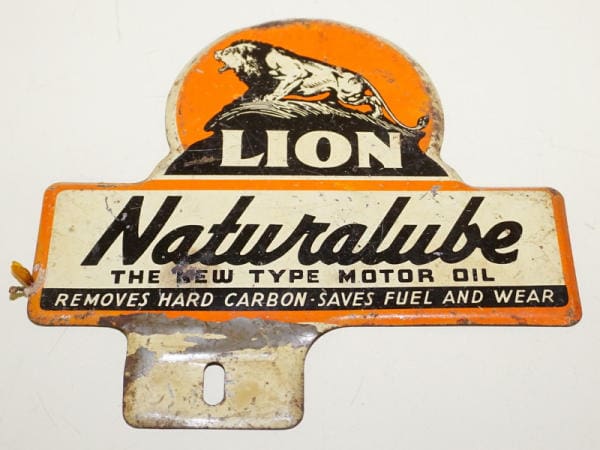 LION
Naturalube
THE NEW TYPE MOTOR OIL
REMOVES HARD CARBON-SAVES FUEL AND WEAR